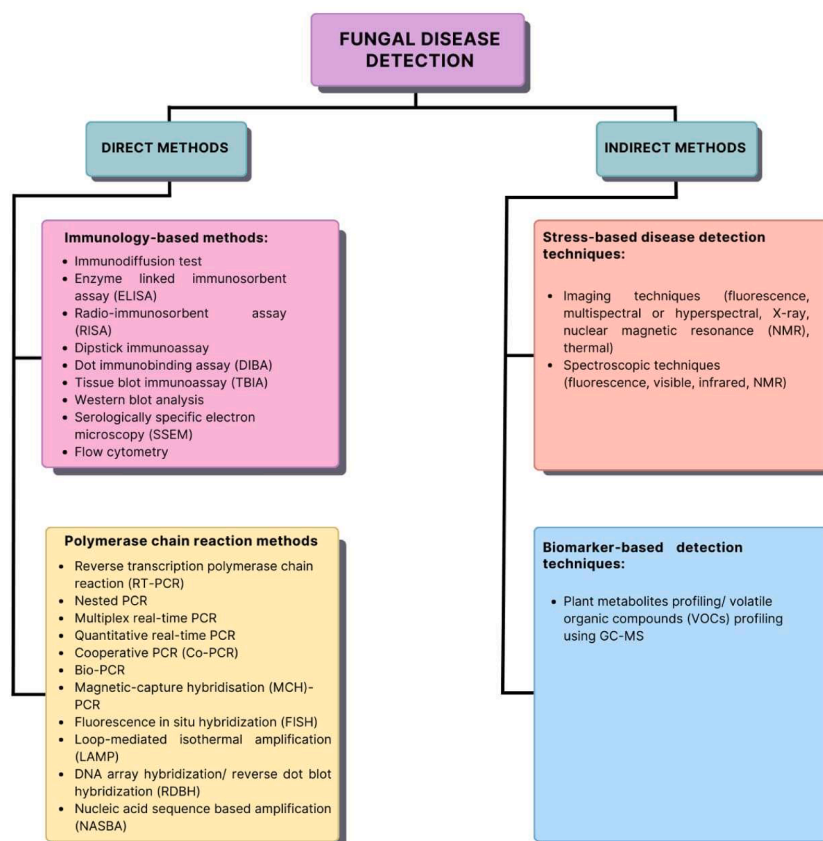 FUNGAL DISEASE
DETECTION
DIRECT METHODS
INDIRECT METHODS
Immunology-based methods:
• Immunodiffusion test
• Enzyme linked immunosorbent
assay (ELISA)
• Radio-immunosorbent assay
(RISA)
• Dipstick immunoassay
• Dot immunobinding assay (DIBA)
• Tissue blot immunoassay (TBIA)
• Western blot analysis
• Serologically specific electron
microscopy (SSEM)
• Flow cytometry
Stress-based disease detection
techniques:
• Imaging techniques (fluorescence,
multispectral or hyperspectral, X-ray,
nuclear magnetic resonance (NMR),
thermal)
• Spectroscopic techniques
(fluorescence, visible, infrared, NMR)
Polymerase chain reaction methods
• Reverse transcription polymerase chain
reaction (RT-PCR)
• Nested PCR
• Multiplex real-time PCR
• Quantitative real-time PCR
• Cooperative PCR (Co-PCR)
• Bio-PCR
• Magnetic-capture hybridisation (MCH)-
PCR
• Fluorescence in situ hybridization (FISH)
• Loop-mediated isothermal amplification
(LAMP)
• DNA array hybridization/ reverse dot blot
hybridization (RDBH)
• Nucleic acid sequence based amplification
(NASBA)
Biomarker-based detection
techniques:
• Plant metabolites profiling/ volatile
organic compounds (VOCs) profiling
using GC-MS